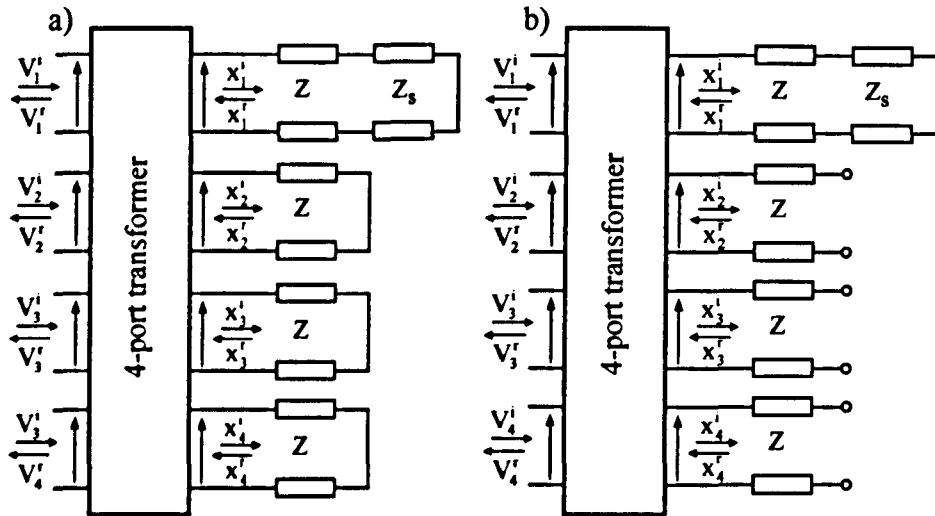 a)
4-port transformer
V₁ⁱ
V₁ʳ
V₂ⁱ
V₂ʳ
V₃ⁱ
V₃ʳ
V₃ⁱ
V₄ʳ
x₁ⁱ
x₁ʳ
Z
Zₛ
x₂ⁱ
x₂ʳ
Z
x₃ⁱ
x₃ʳ
Z
x₄ⁱ
x₄ʳ
Z
b)
4-port transformer
V₁ⁱ
V₁ʳ
V₂ⁱ
V₂ʳ
V₃ⁱ
V₃ʳ
V₄ⁱ
V₄ʳ
x₁ⁱ
x₁ʳ
Z
Zₛ
x₂ⁱ
x₂ʳ
Z
x₃ⁱ
x₃ʳ
Z
x₄ⁱ
x₄ʳ
Z